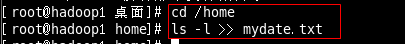 [ root@hadoop1 桌面]# cd /home
[ root@hadoop1 home]# ls -l >> mydate.txt